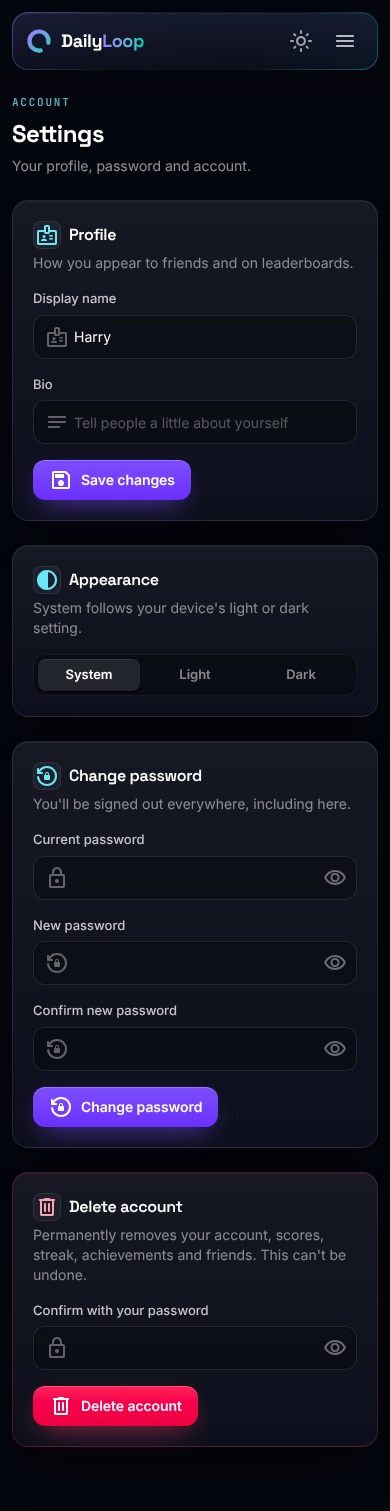 DailyLoop
ACCOUNT
Settings
Your profile, password and account.
Profile
How you appear to friends and on leaderboards.
Display name
Harry
Bio
Tell people a little about yourself
Save changes
Appearance
System follows your device's light or dark
setting.
System Light Dark
Change password
You'll be signed out everywhere, including here.
Current password
New password
Confirm new password
Change password
Delete account
Permanently removes your account, scores,
streak, achievements and friends. This can't be
undone.
Confirm with your password
Delete account